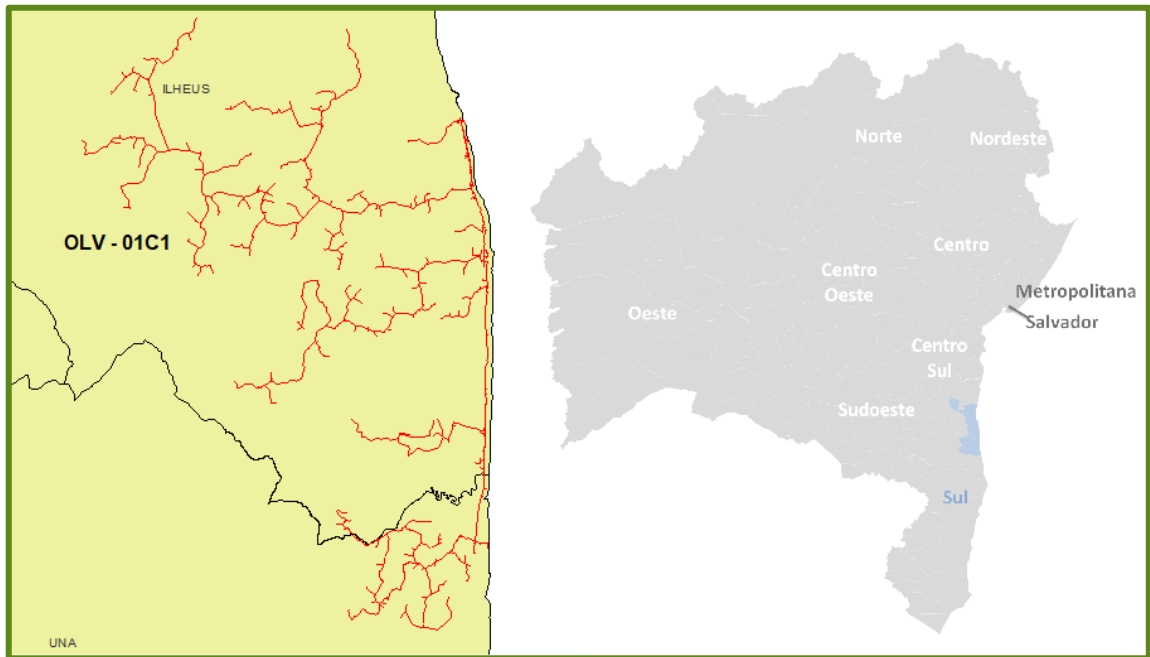 ILHEUS
OLV - 01C1
UNA
Norte
Nordeste
Centro
Centro
Oeste
Metropolitana
Salvador
Oeste
Centro
Sul
Sudoeste
Sul